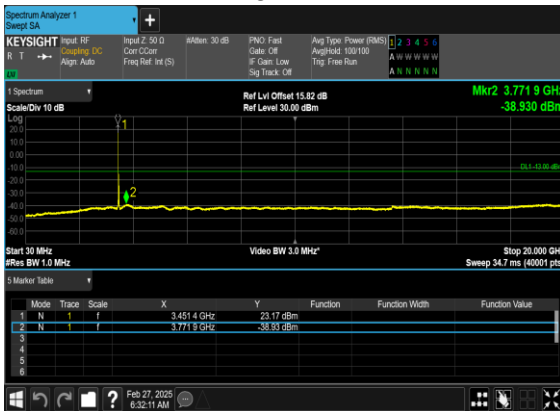 Spectrum Analyzer 1
Swept SA
KEYSIGHT Input: RF Input Z: 50 Ω #Atten: 30 dB PNO: Fast Avg Type: Power (RMS) 1 2 3 4 5 6
R T Coupling: DC Corr CCorr Gate: Off Avg|Hold: 100/100 A W W W W W
Align: Auto Freq Ref: Int (S) IF Gain: Low Trig: Free Run
Sig Track: Off A N N N N N
1 Spectrum
Ref Lvl Offset 15.82 dB Mkr2 3.771 9 GHz
Scale/Div 10 dB Ref Level 30.00 dBm -38.930 dBm
Log
20.0
10.0
0.00
-10.0
DL1 -13.00 dBm
-20.0
-30.0
-40.0
-50.0
-60.0
1
2
Start 30 MHz Video BW 3.0 MHz* Stop 20.000 GH
#Res BW 1.0 MHz Sweep 34.7 ms (40001 pts
5 Marker Table
Mode Trace Scale X Y Function Function Width Function Value
1 N 1 f 3.451 4 GHz 23.17 dBm
2 N 1 f 3.771 9 GHz -38.93 dBm
3
4
5
6
? Feb 27, 2025
6:32:11 AM